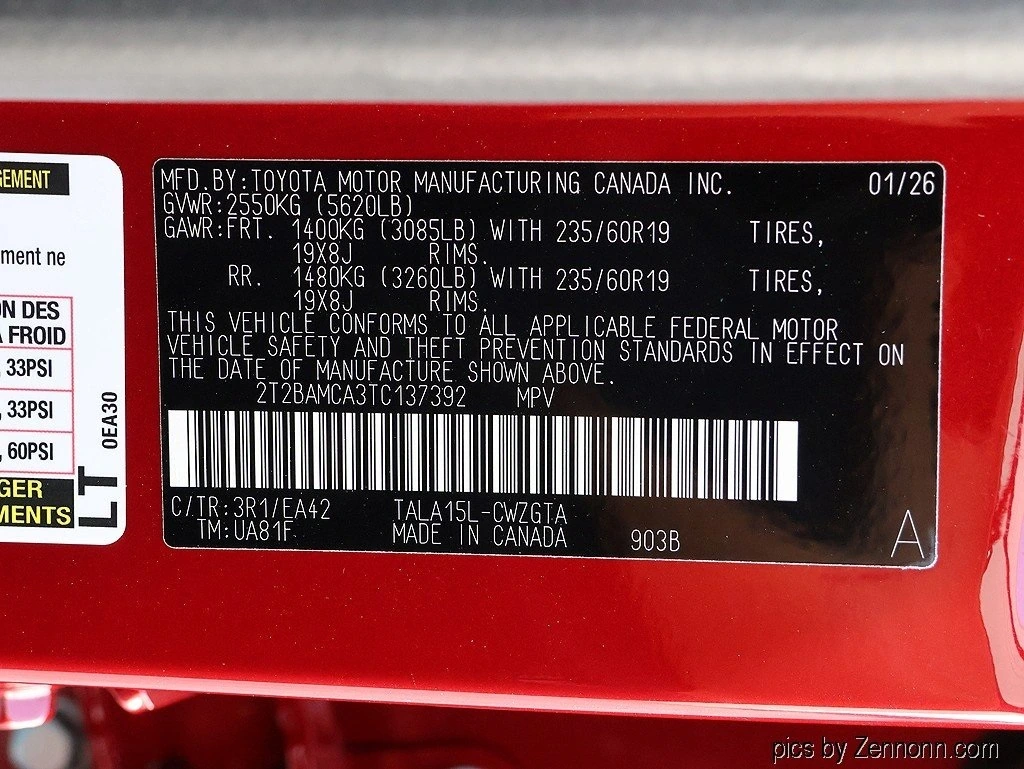 GEMENT
ment ne
ON DES
A FROID
, 33PSI
, 33PSI
, 60PSI
GER
MENTS
LT
0EA30
MFD.BY:TOYOTA MOTOR MANUFACTURING CANADA INC. 01/26
GVWR:2550KG (5620LB)
GAWR:FRT. 1400KG (3085LB) WITH 235/60R19 TIRES,
19X8J RIMS.
RR. 1480KG (3260LB) WITH 235/60R19 TIRES,
19X8J RIMS.
THIS VEHICLE CONFORMS TO ALL APPLICABLE FEDERAL MOTOR
VEHICLE SAFETY AND THEFT PREVENTION STANDARDS IN EFFECT ON
THE DATE OF MANUFACTURE SHOWN ABOVE.
2T2BAMCA3TC137392 MPV
C/TR:3R1/EA42 TALA15L-CWZGTA
TM:UA81F MADE IN CANADA 903B A
pics by Zennonn.com